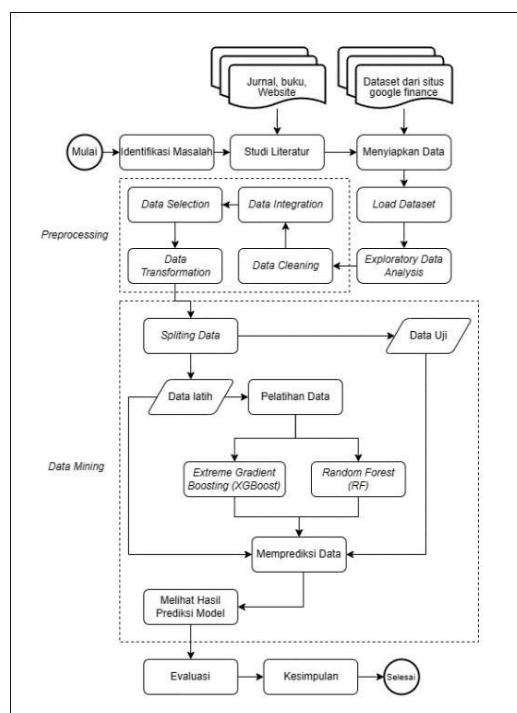 Jurnal, buku,
Website
Dataset dari situs
google finance
Mulai
Identifikasi Masalah
Studi Literatur
Menyiapkan Data
Preprocessing
Data Selection
Data Integration
Load Dataset
Data
Transformation
Data Cleaning
Exploratory Data
Analysis
Spliting Data
Data Uji
Data latih
Pelatihan Data
Data Mining
Extreme Gradient
Boosting (XGBoost)
Random Forest
(RF)
Memprediksi Data
Melihat Hasil
Prediksi Model
Evaluasi
Kesimpulan
Selesai